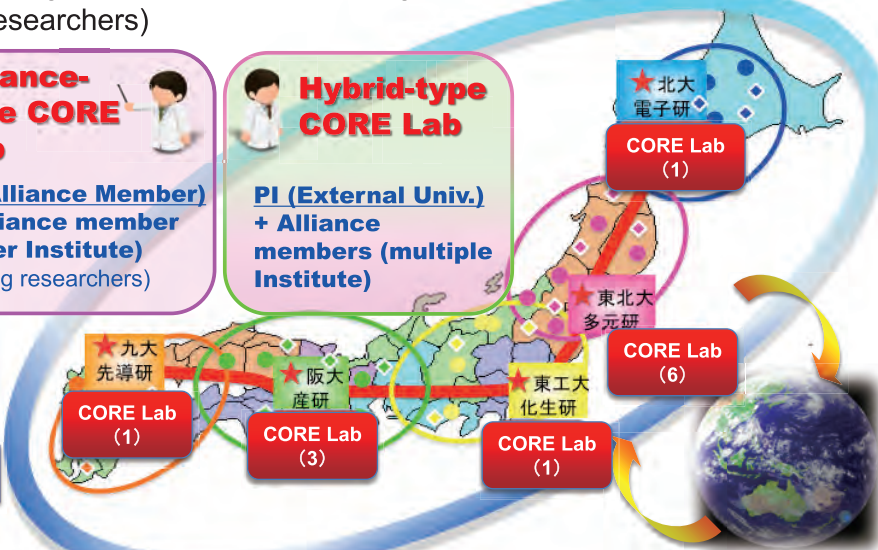 esearchers)
ance-
e CORE
Alliance Member)
iance member
er Institute)
g researchers)
Hybrid-type
CORE Lab
PI (External Univ.)
+ Alliance
members (multiple
Institute)
北大
電子研
CORE Lab
（1）
東北大
多元研
CORE Lab
（6）
九大
先導研
CORE Lab
（1）
阪大
産研
CORE Lab
（3）
東工大
化生研
CORE Lab
（1）